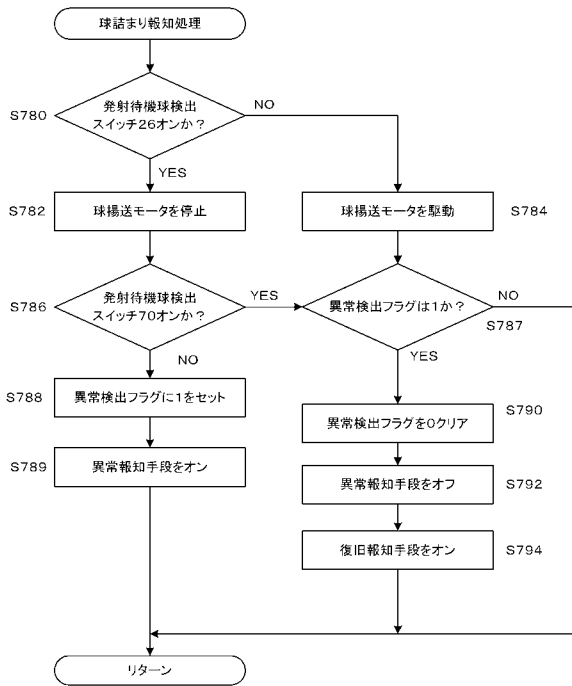 球詰まり報知処理
S780
発射待機球検出
スイッチ26オンか？
NO
YES
S782
球揚送モータを停止
球揚送モータを駆動
S784
S786
発射待機球検出
スイッチ70オンか？
YES
異常検出フラグは1か？
NO
S787
NO
YES
S788
異常検出フラグに1をセット
異常検出フラグを0クリア
S790
S789
異常報知手段をオン
異常報知手段をオフ
S792
復旧報知手段をオン
S794
リターン